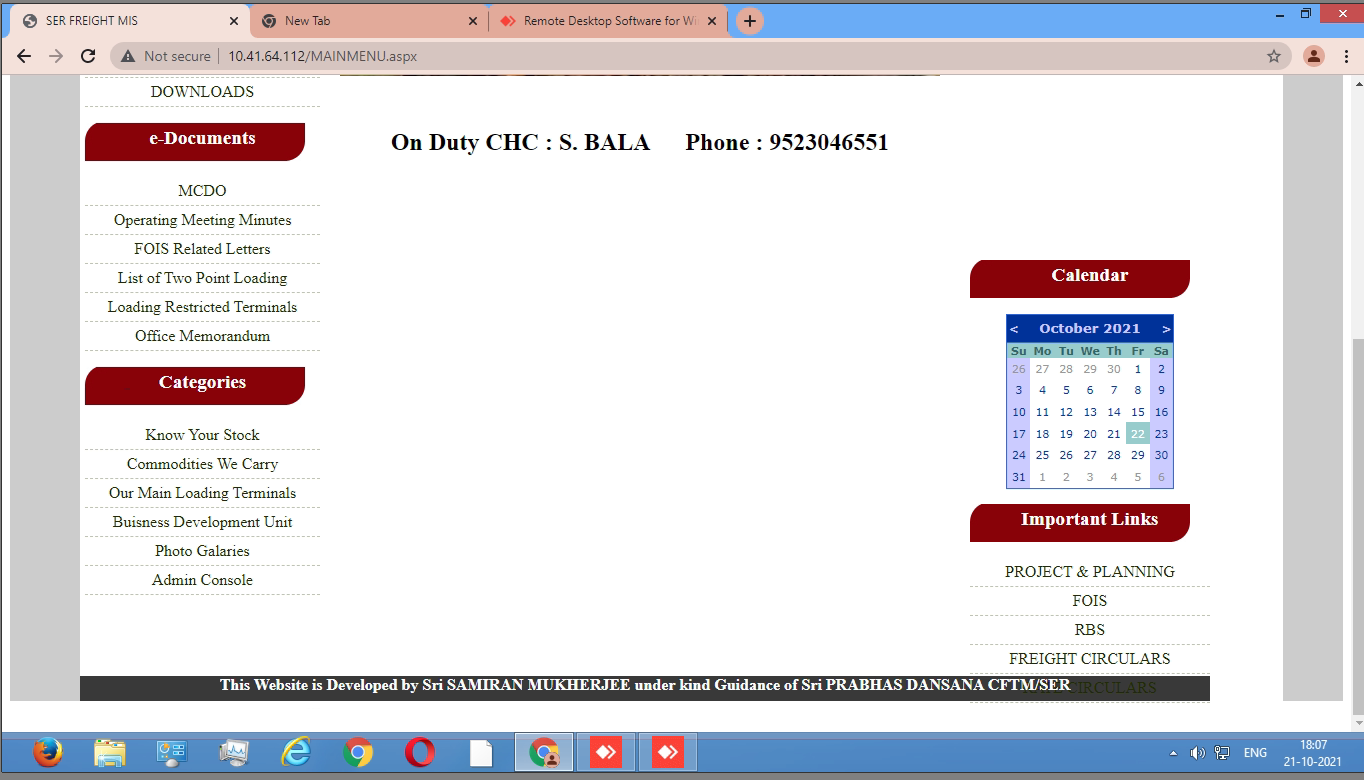 SER FREIGHT MIS
New Tab
Remote Desktop Software for Wi
Not secure
10.41.64.112/MAINMENU.aspx
DOWNLOADS
e-Documents
MCDO
Operating Meeting Minutes
FOIS Related Letters
List of Two Point Loading
Loading Restricted Terminals
Office Memorandum
Categories
Know Your Stock
Commodities We Carry
Our Main Loading Terminals
Buisness Development Unit
Photo Galaries
Admin Console
On Duty CHC : S. BALA Phone : 9523046551
Calendar
< October 2021 >
Su Mo Tu We Th Fr Sa
26 27 28 29 30 1 2
3 4 5 6 7 8 9
10 11 12 13 14 15 16
17 18 19 20 21 22 23
24 25 26 27 28 29 30
31 1 2 3 4 5 6
Important Links
PROJECT & PLANNING
FOIS
RBS
FREIGHT CIRCULARS
CIRCULARS
This Website is Developed by Sri SAMIRAN MUKHERJEE under kind Guidance of Sri PRABHAS DANSANA CFTM/SER
ENG
18:07
21-10-2021